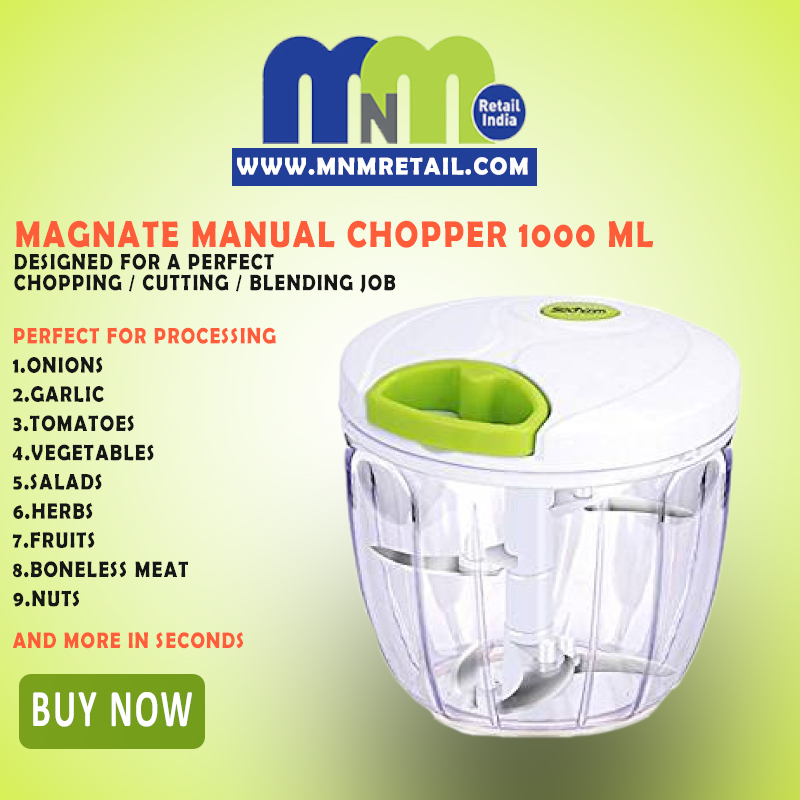 MNM
Retail
India
WWW.MNMRETAIL.COM
MAGNATE MANUAL CHOPPER 1000 ML
DESIGNED FOR A PERFECT
CHOPPING / CUTTING / BLENDING JOB
PERFECT FOR PROCESSING
1.ONIONS
2.GARLIC
3.TOMATOES
4.VEGETABLES
5.SALADS
6.HERBS
7.FRUITS
8.BONELESS MEAT
9.NUTS
AND MORE IN SECONDS
BUY NOW